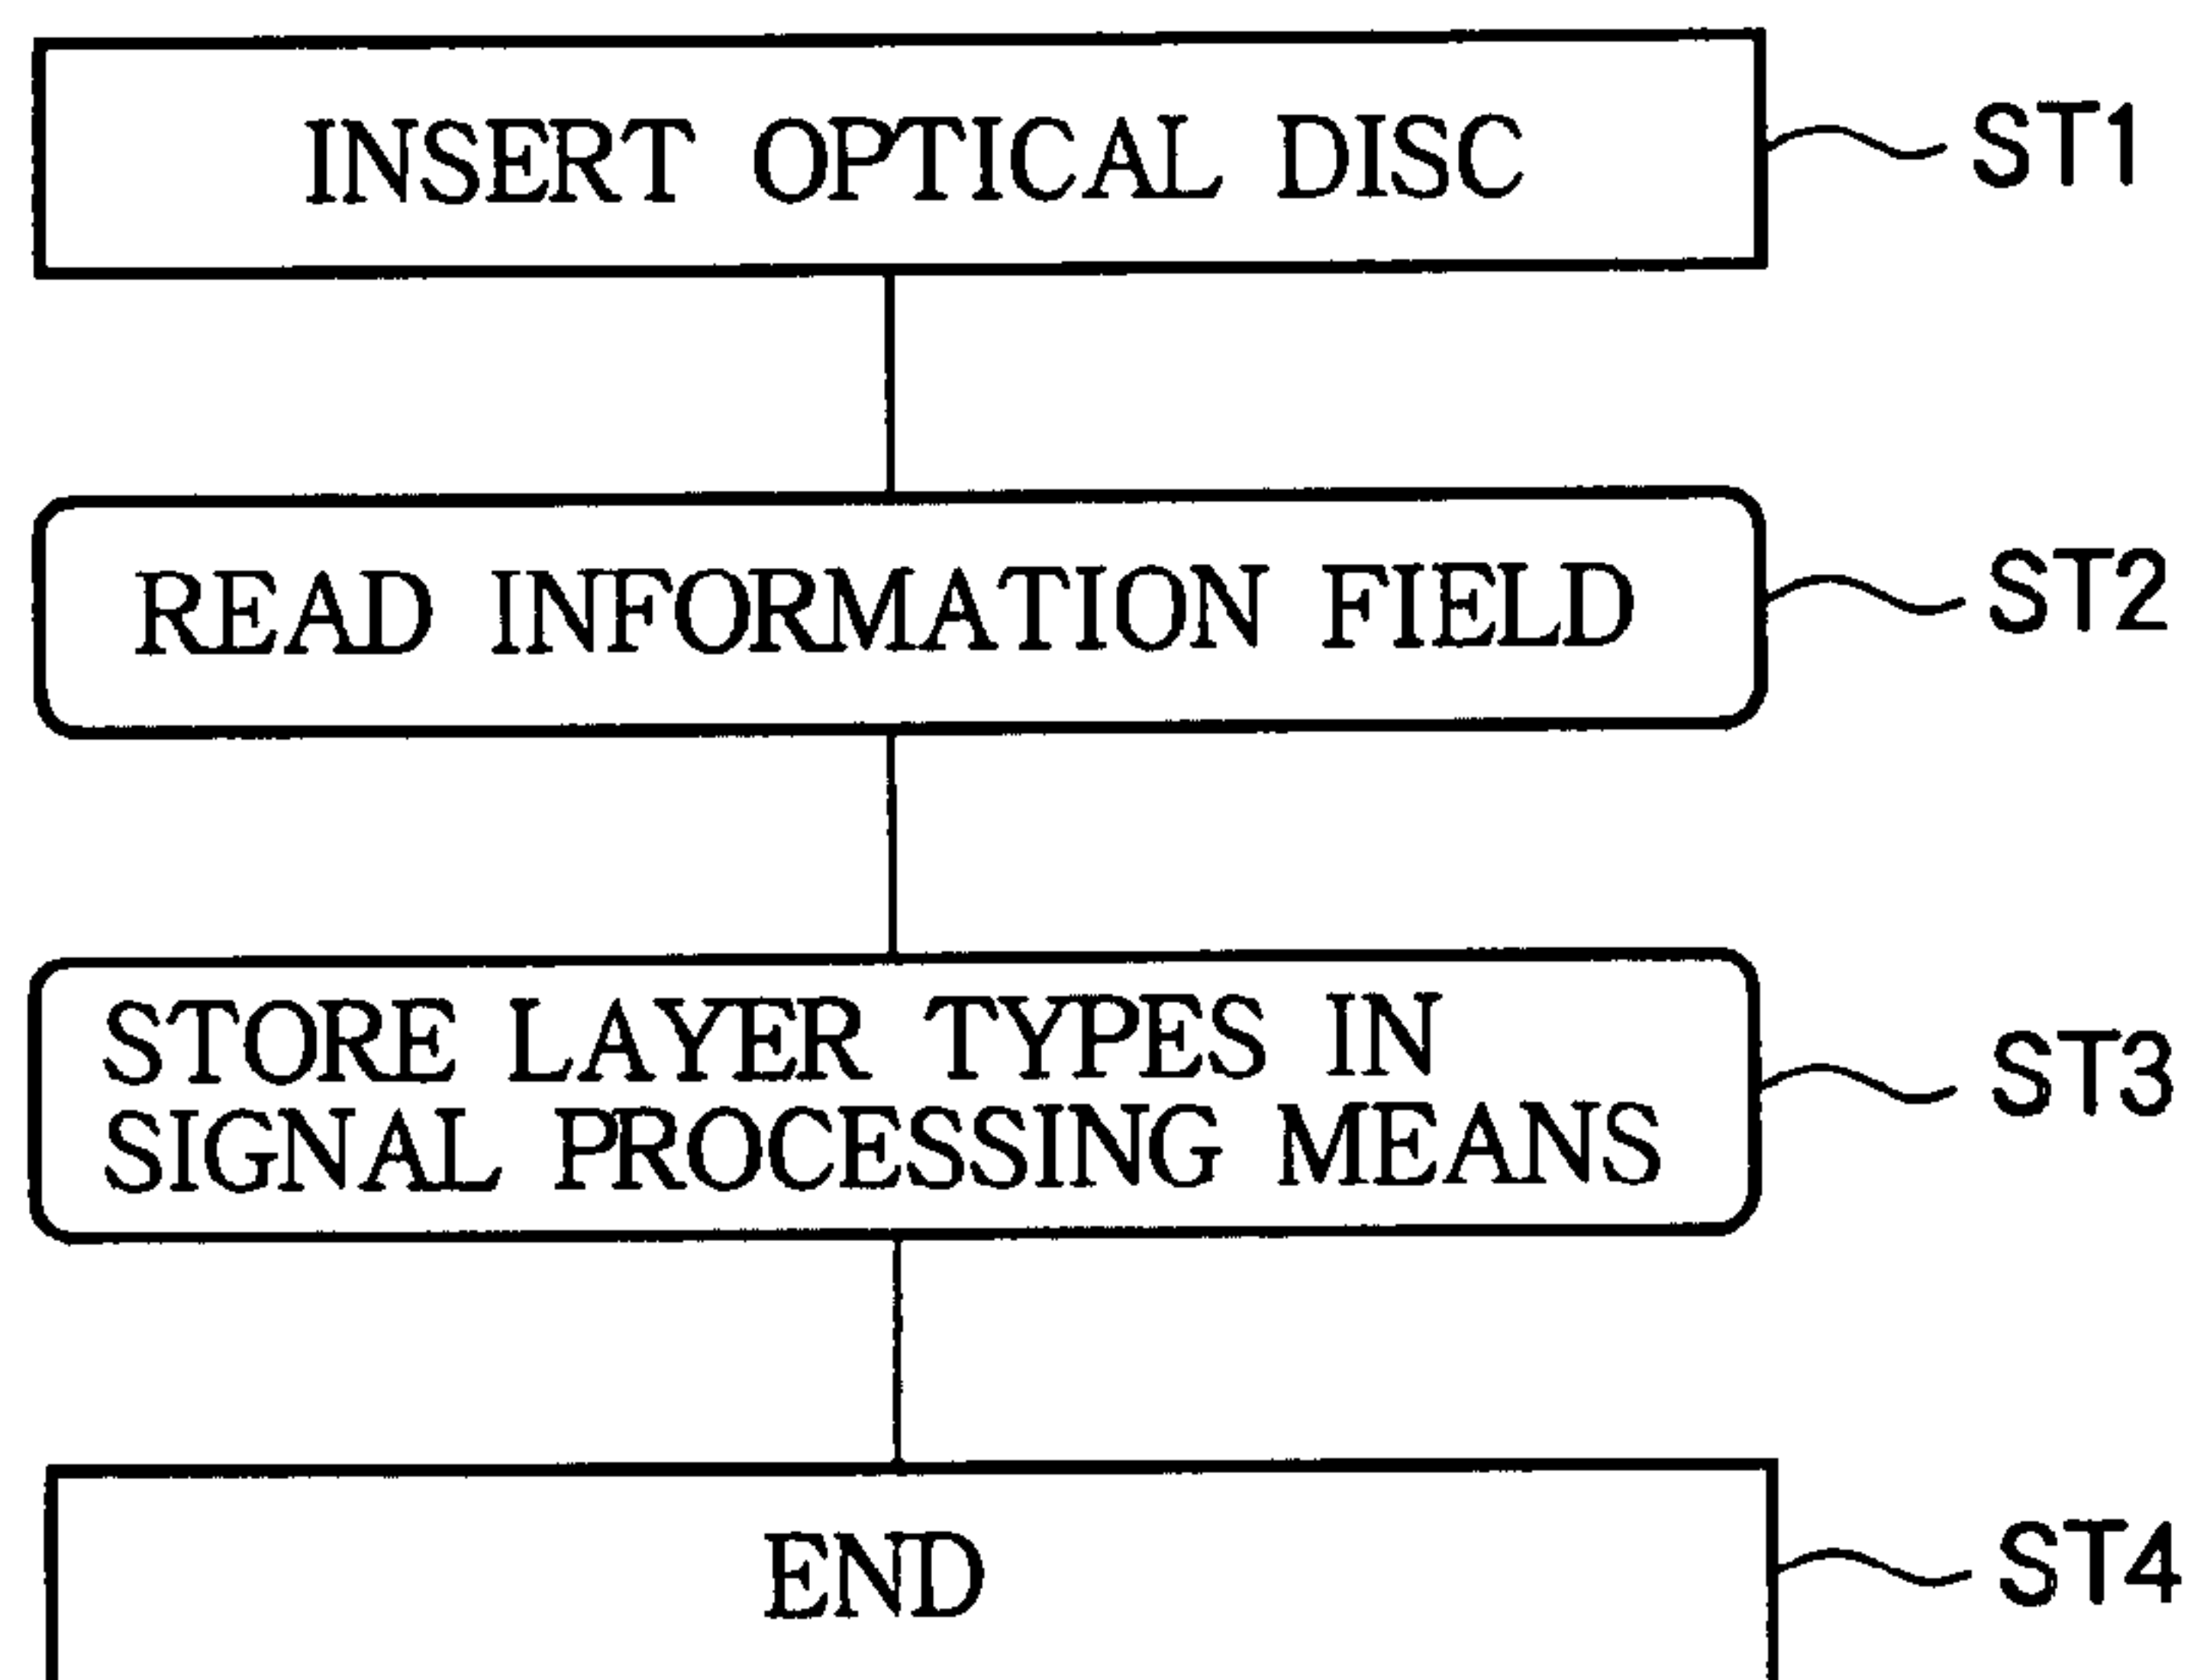 INSERT OPTICAL DISC ST1
READ INFORMATION FIELD ST2
STORE LAYER TYPES IN
SIGNAL PROCESSING MEANS ST3
END ST4